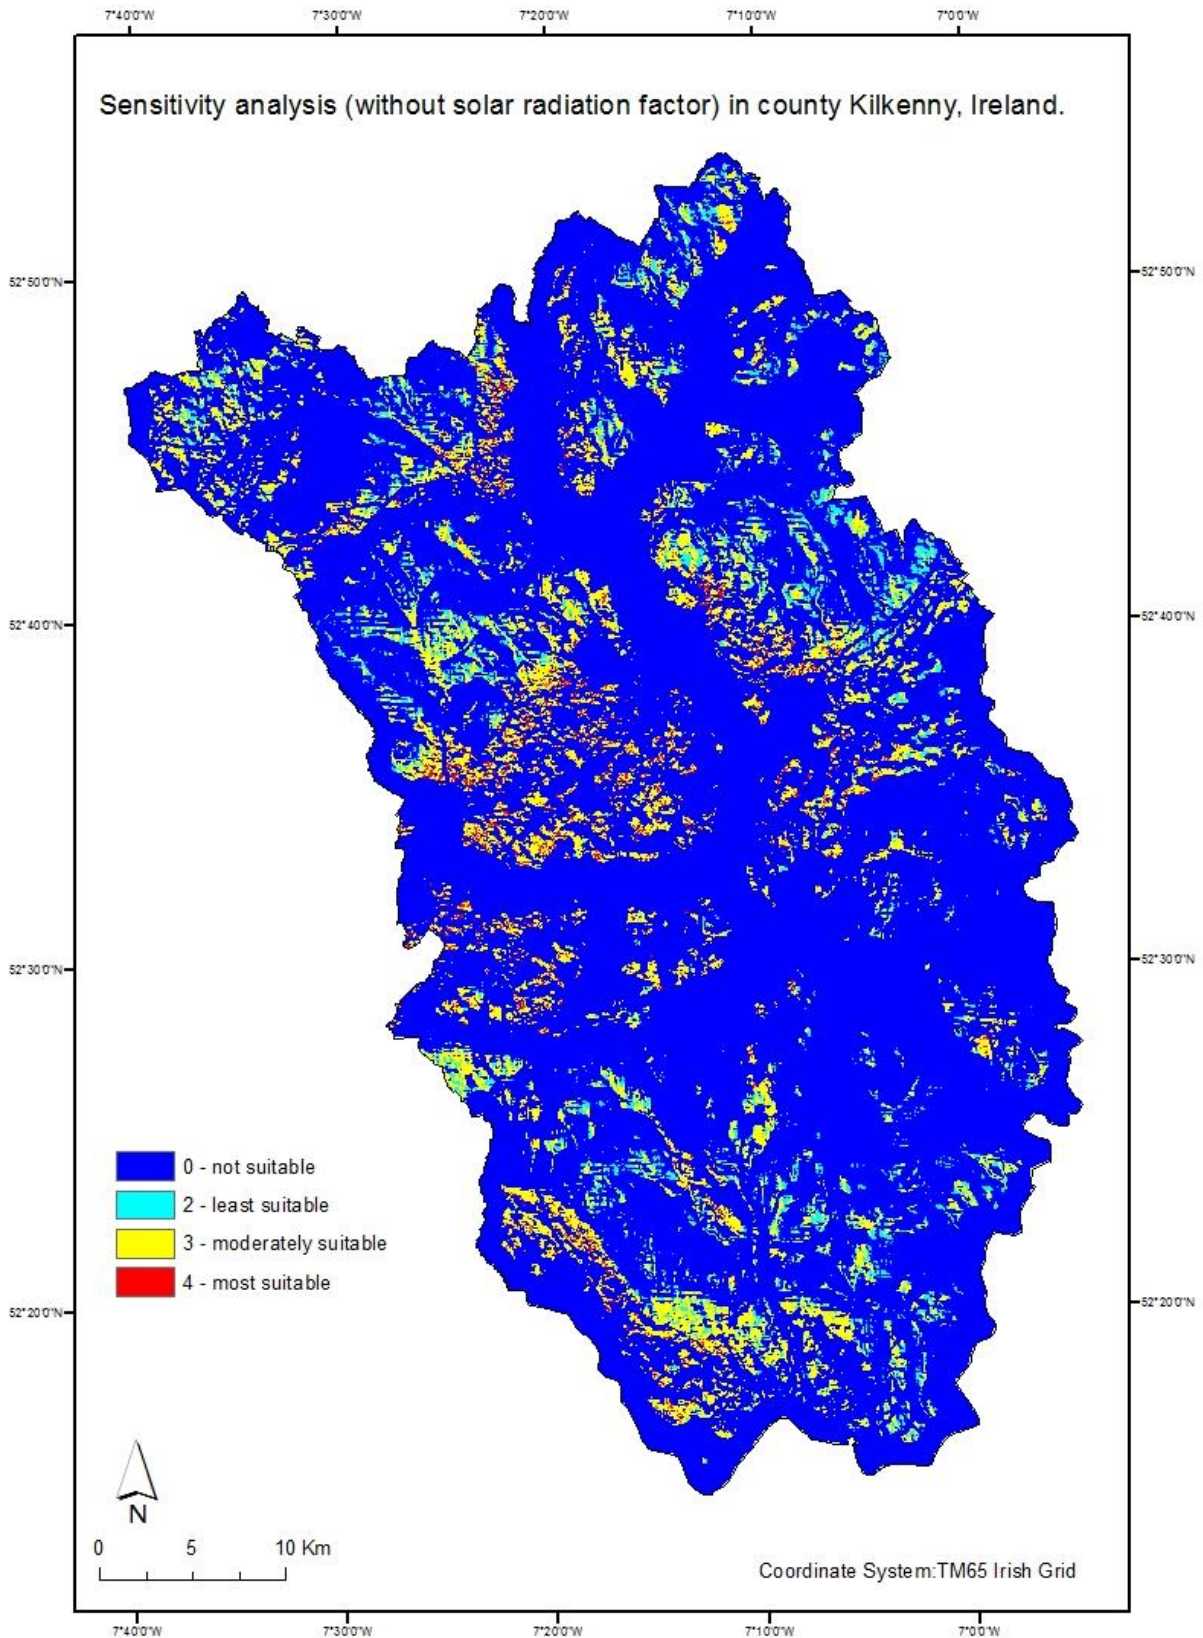 7°40'0"W 7°30'0"W 7°20'0"W 7°10'0"W 7°0'0"W
Sensitivity analysis (without solar radiation factor) in county Kilkenny, Ireland.
52°50'0"N 52°50'0"N
52°40'0"N 52°40'0"N
52°30'0"N 52°30'0"N
0 - not suitable
2 - least suitable
3 - moderately suitable
4 - most suitable
52°20'0"N 52°20'0"N
N
0 5 10 Km
Coordinate System:TM65 Irish Grid
7°40'0"W 7°30'0"W 7°20'0"W 7°10'0"W 7°0'0"W